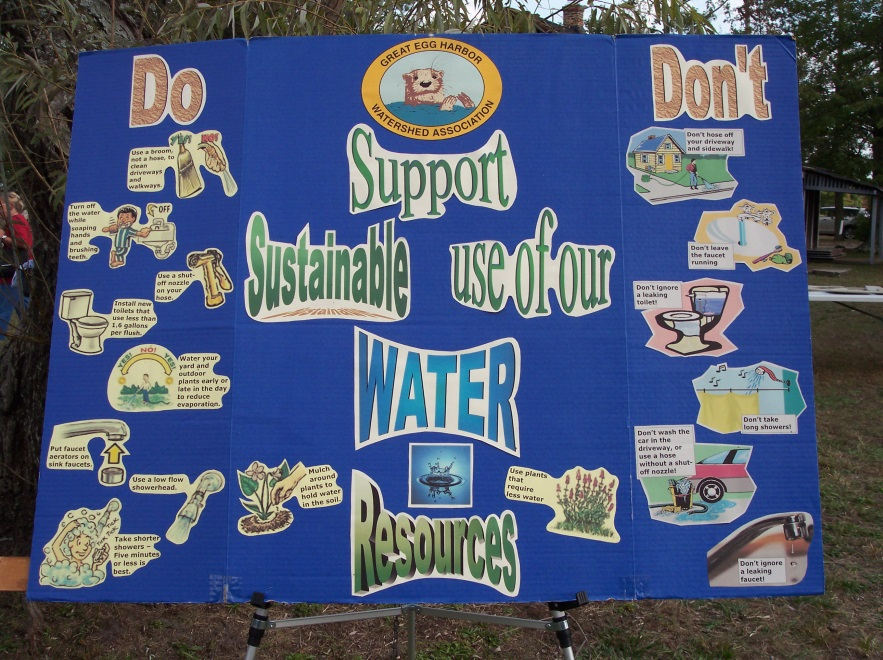 Do
Use a broom,
not a hose, to
clean
driveways
and
walkways.
YES!
NO!
Turn off
the water
while
soaping
hands
and
brushing
teeth.
OFF
Use a shut-
off nozzle
on your
hose.
Install new
toilets that
use less than
1.6 gallons
per flush.
YES! NO! YES!
Water your
yard and
outdoor
plants early or
late in the day
to reduce
evaporation.
Put faucet
aerators on
sink faucets.
Use a low flow
showerhead.
Take shorter
showers –
Five minutes
or less is
best.
GREAT EGG HARBOR
WATERSHED ASSOCIATION
Support
Sustainable
use of our
WATER
Resources
Mulch
around
plants to
hold water
in the soil.
Use plants
that
require
less water
Don't
Don't hose off
your driveway
and sidewalk!
Don't leave
the faucet
running
Don't ignore
a leaking
toilet!
Don't take
long showers!
Don't wash the
car in the
driveway, or
use a hose
without a shut-
off nozzle!
Don't ignore
a leaking
faucet!